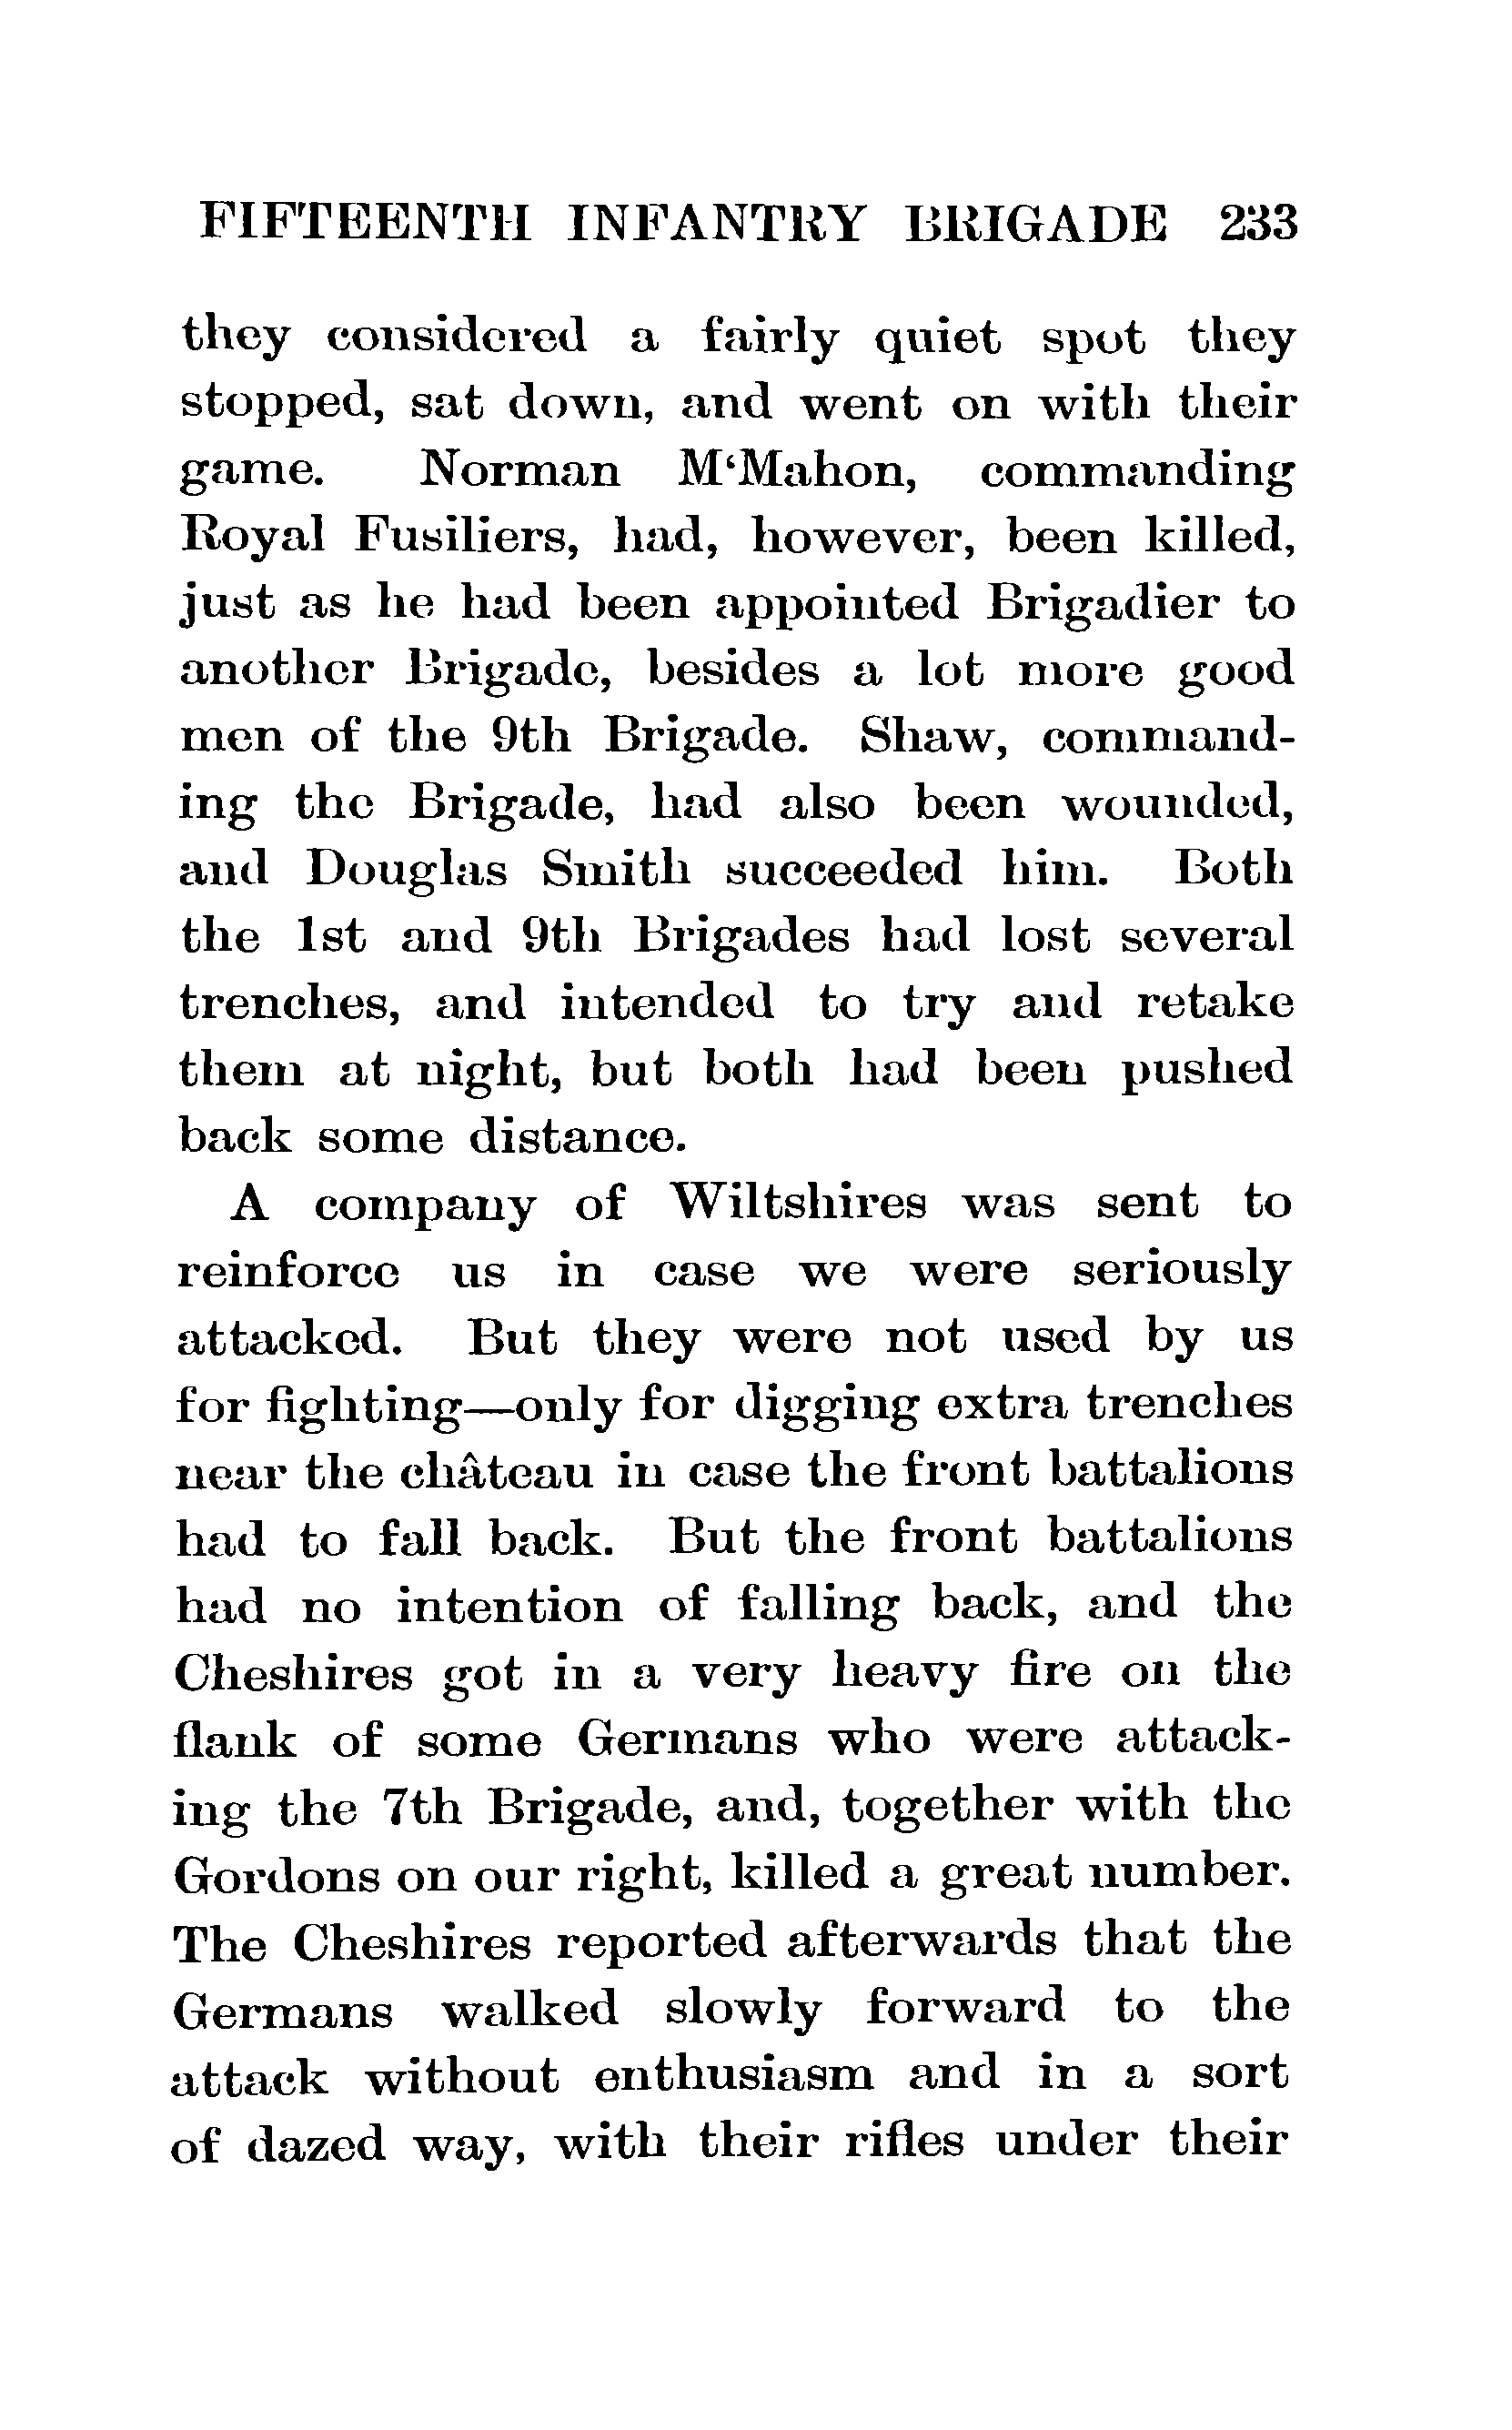 FIFTEENTH INFANTRY BRIGADE 233
they considered a fairly quiet spot they
stopped, sat down, and went on with their
game. Norman M‘Mahon, commanding
Royal Fusiliers, had, however, been killed,
just as he had been appointed Brigadier to
another Brigade, besides a lot more good
men of the 9th Brigade. Shaw, command-
ing the Brigade, had also been wounded,
and Douglas Smith succeeded him. Both
the 1st and 9th Brigades had lost several
trenches, and intended to try and retake
them at night, but both had been pushed
back some distance.
A company of Wiltshires was sent to
reinforce us in case we were seriously
attacked. But they were not used by us
for fighting—only for digging extra trenches
near the château in case the front battalions
had to fall back. But the front battalions
had no intention of falling back, and the
Cheshires got in a very heavy fire on the
flank of some Germans who were attack-
ing the 7th Brigade, and, together with the
Gordons on our right, killed a great number.
The Cheshires reported afterwards that the
Germans walked slowly forward to the
attack without enthusiasm and in a sort
of dazed way, with their rifles under their